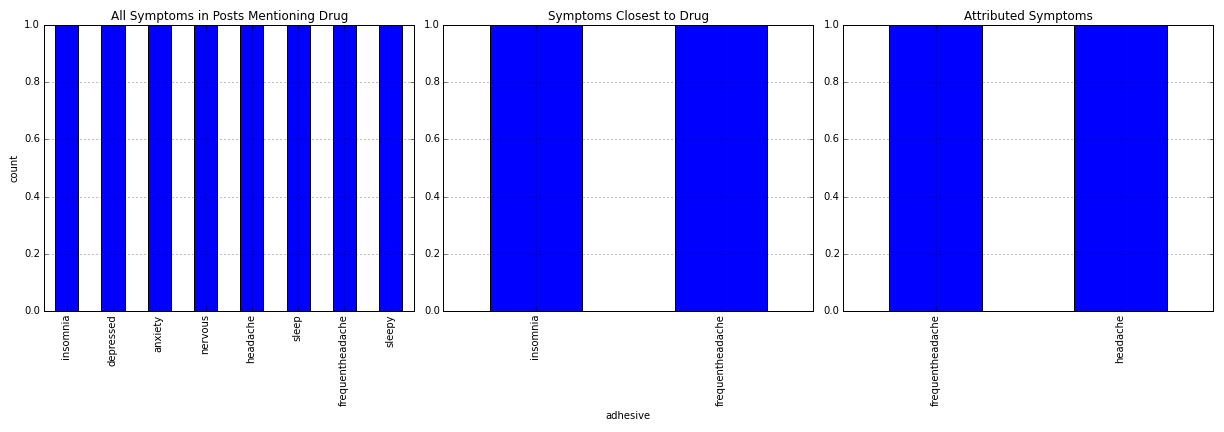 All Symptoms in Posts Mentioning Drug
Symptoms Closest to Drug
Attributed Symptoms
count
1.0
0.8
0.6
0.4
0.2
0.0
insomnia
depressed
anxiety
nervous
headache
sleep
frequentheadache
sleepy
1.0
0.8
0.6
0.4
0.2
0.0
insomnia
frequentheadache
adhesive
1.0
0.8
0.6
0.4
0.2
0.0
frequentheadache
headache